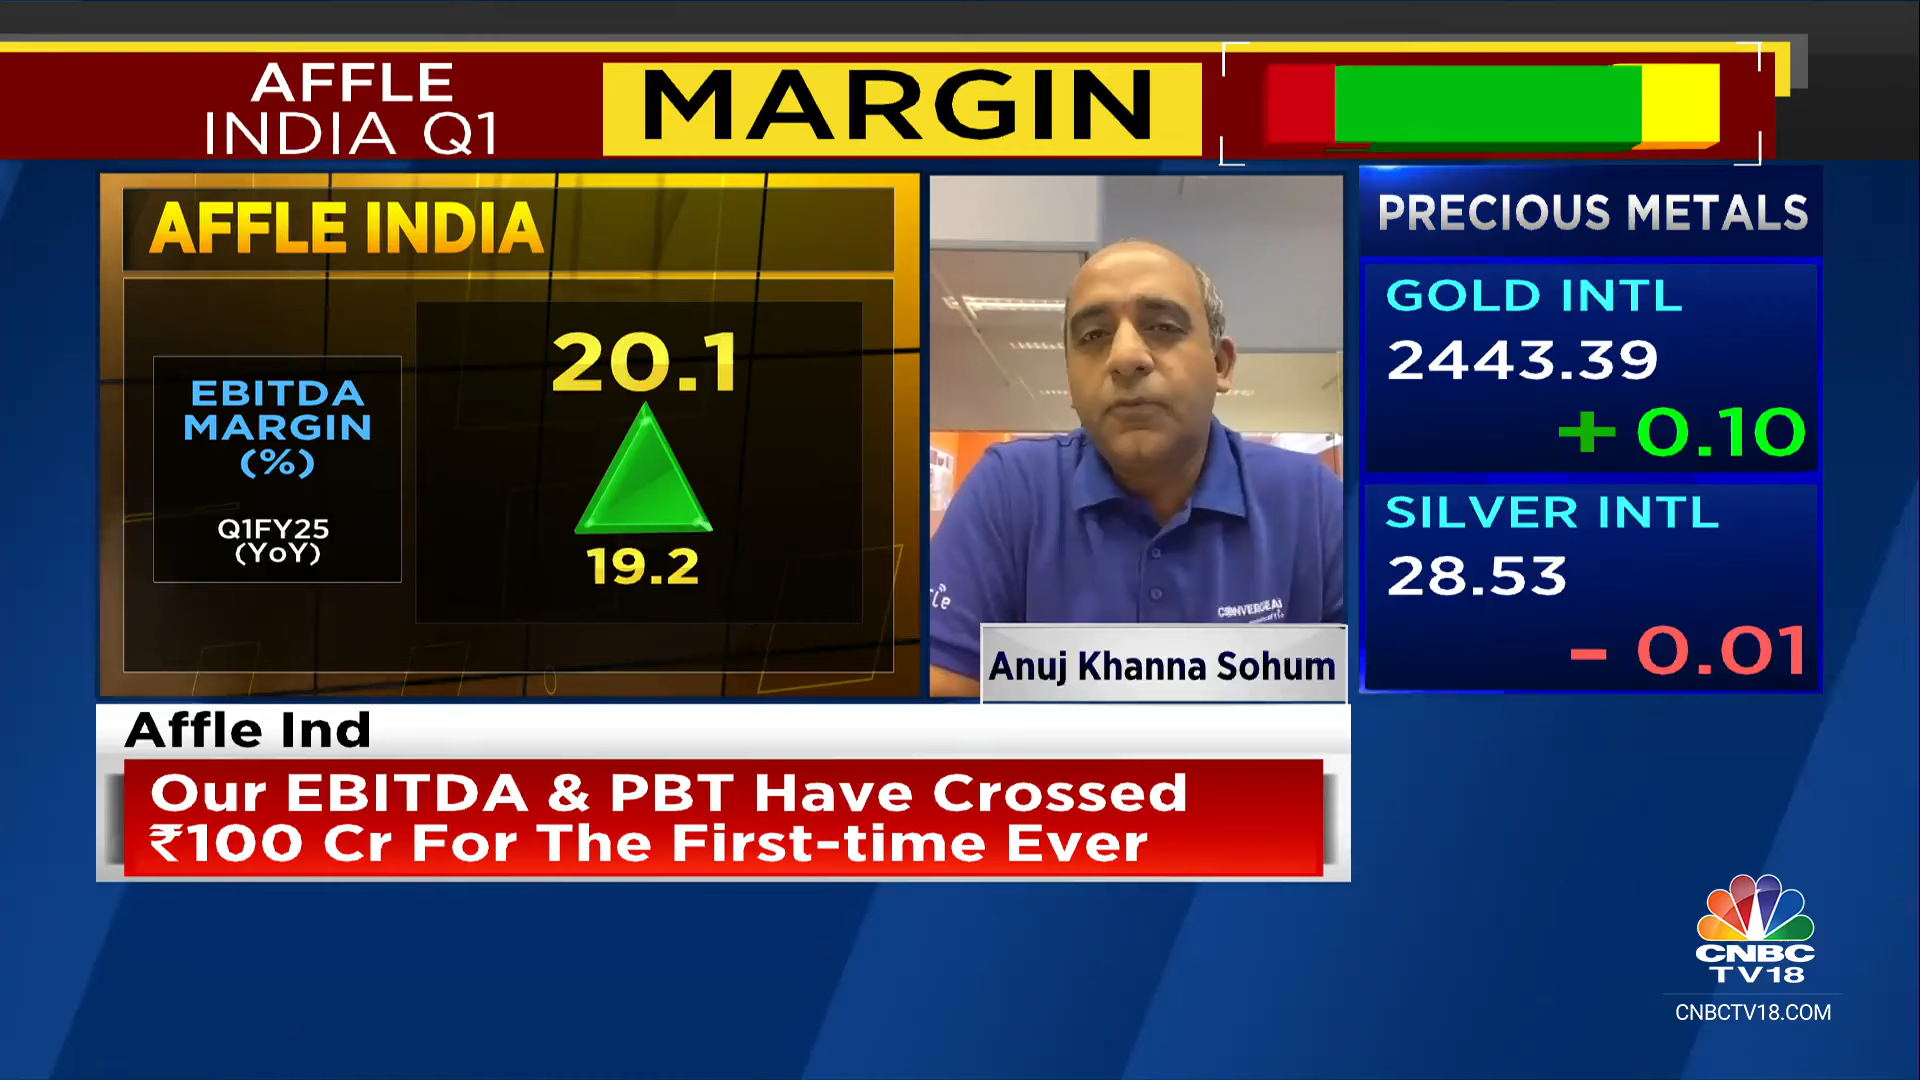 AFFLE
INDIA Q1
MARGIN
AFFLE INDIA
EBITDA
MARGIN
(%)
Q1FY25
(YoY)
20.1
19.2
CONVERGEAI
Anuj Khanna Sohum
PRECIOUS METALS
GOLD INTL
2443.39
+ 0.10
SILVER INTL
28.53
- 0.01
Affle Ind
Our EBITDA & PBT Have Crossed
₹100 Cr For The First-time Ever
CNBC
TV18
CNBCTV18.COM